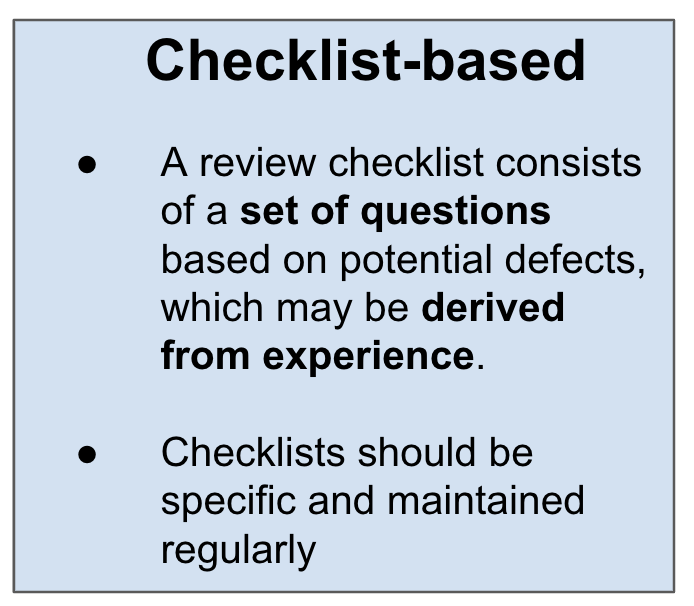 Checklist-based
● A review checklist consists
of a set of questions
based on potential defects,
which may be derived
from experience.
● Checklists should be
specific and maintained
regularly